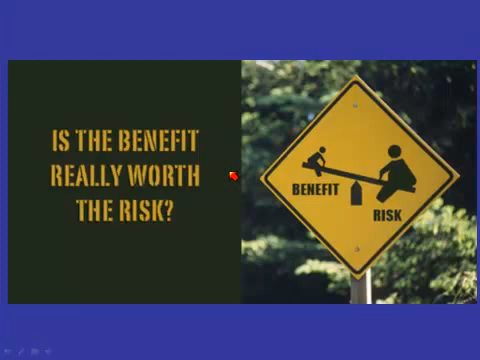 IS THE BENEFIT
REALLY WORTH
THE RISK?
BENEFIT
RISK